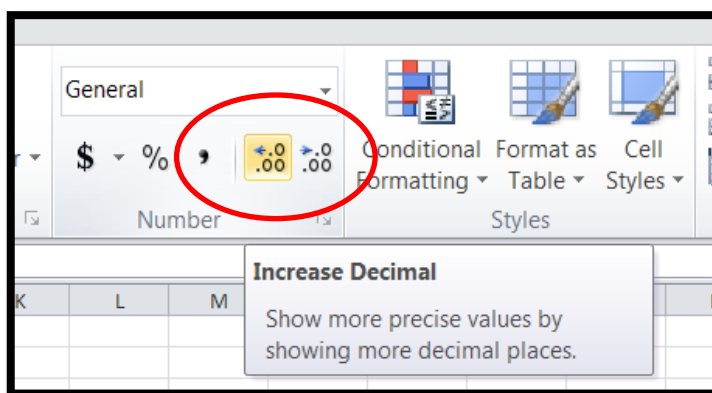 General
$ % , .0 .00 .0 .00
Conditional Formatting
Format as Table
Cell Styles
Number
Styles
Increase Decimal
Show more precise values by
showing more decimal places.
K L M